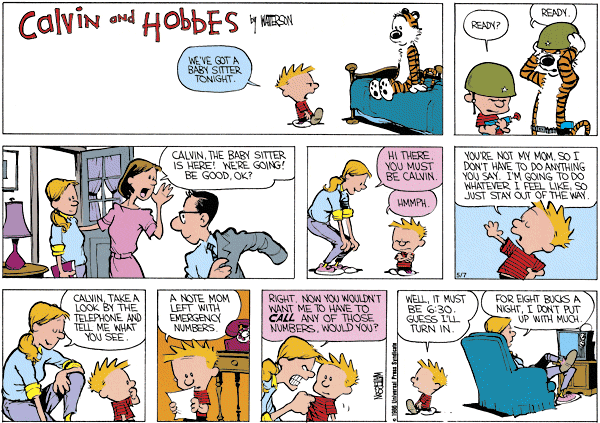 Calvin and HOBBES by WATTERSON
WE'VE GOT A
BABY SITTER
TONIGHT.
READY?
READY.
CALVIN, THE BABY SITTER
IS HERE! WE'RE GOING!
BE GOOD, OK?
HI THERE.
YOU MUST
BE CALVIN.
HMMPH.
YOU'RE NOT MY MOM, SO I
DON'T HAVE TO DO ANYTHING
YOU SAY. I'M GOING TO DO
WHATEVER I FEEL LIKE, SO
JUST STAY OUT OF THE WAY.
5/7
CALVIN, TAKE A
LOOK BY THE
TELEPHONE AND
TELL ME WHAT
YOU SEE.
A NOTE MOM
LEFT WITH
EMERGENCY
NUMBERS.
RIGHT. NOW YOU WOULDN'T
WANT ME TO HAVE TO
CALL ANY OF THOSE
NUMBERS, WOULD YOU?
WATTERSON
WELL, IT MUST
BE 6:30.
GUESS I'LL
TURN IN.
FOR EIGHT BUCKS A
NIGHT, I DON'T PUT
UP WITH MUCH.
© 1986 Universal Press Syndicate